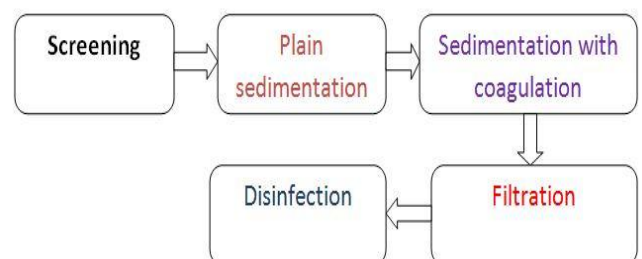 Screening
Plain
sedimentation
Sedimentation with
coagulation
Filtration
Disinfection